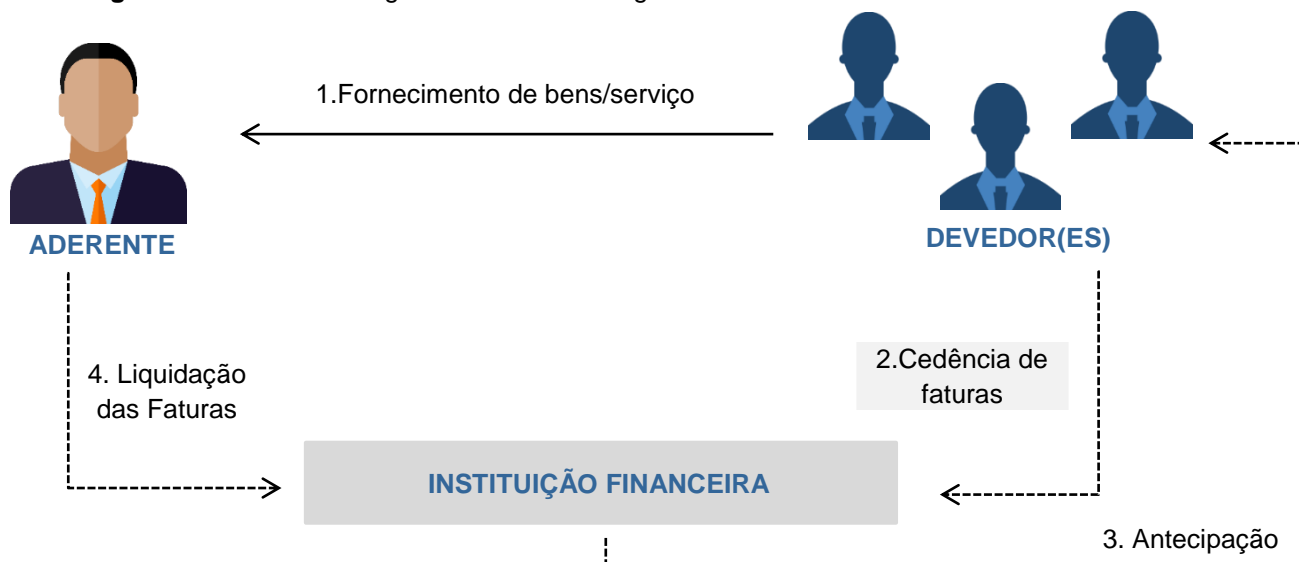 1.Fornecimento de bens/serviço
ADERENTE
DEVEDOR(ES)
4. Liquidação
das Faturas
2.Cedência de
faturas
INSTITUIÇÃO FINANCEIRA
3. Antecipação